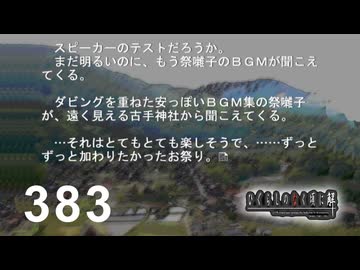 スピーカーのテストだろうか。
まだ明るいのに、もう祭囃子のＢＧＭが聞こえ
てくる。
ダビングを重ねた安っぽいＢＧＭ集の祭囃子
が、遠く見える古手神社から聞こえてくる。
…それはとてもとても楽しそうで、……ずっと
ずっと加わりたかったお祭り。
383
ひぐらしのなく頃に解